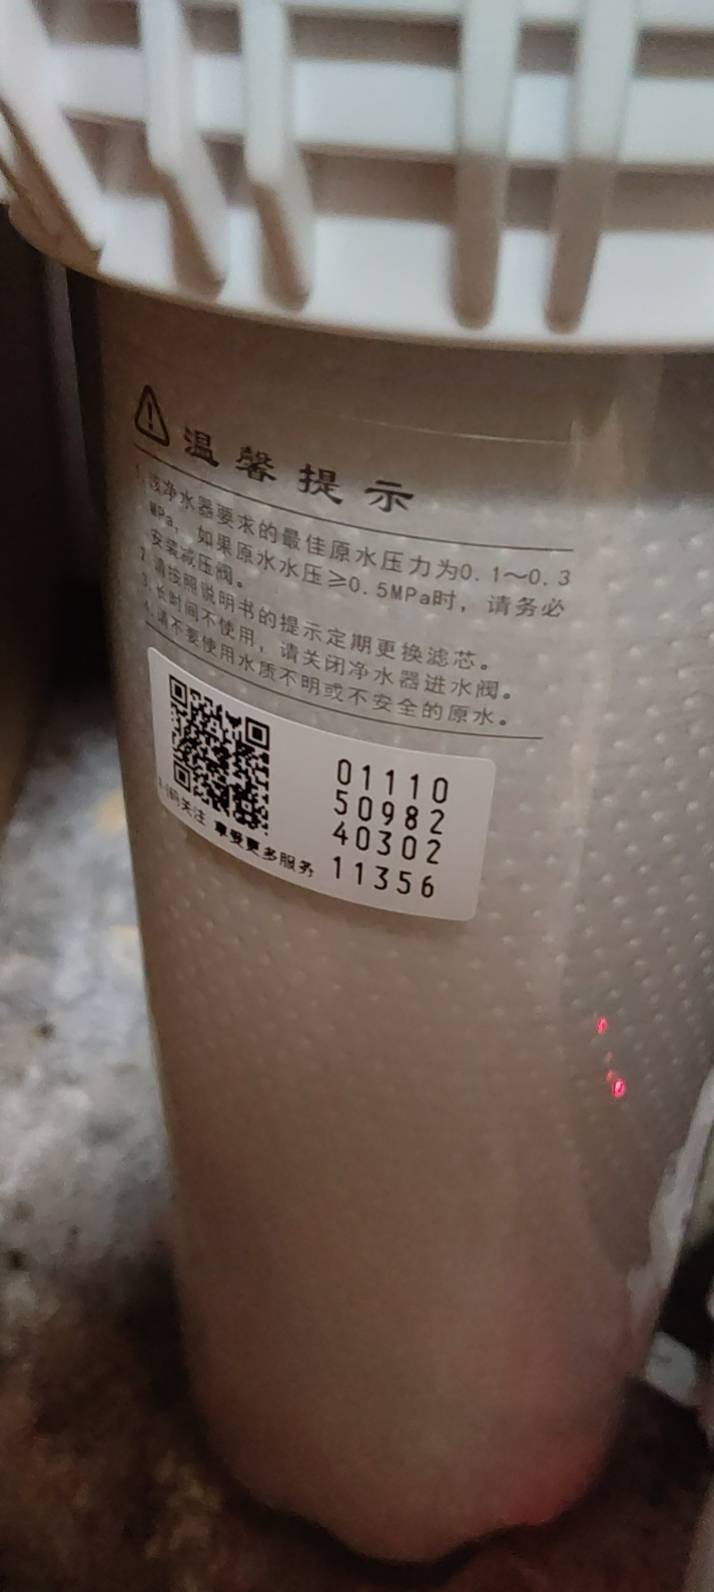 温馨提示
1.该净水器要求的最佳原水压力为0.1～0.3
MPa，如果原水水压≥0.5MPa时，请务必
安装减压阀。
2.请按照说明书的提示定期更换滤芯。
3.长时间不使用，请关闭净水器进水阀。
4.请不要使用水质不明或不安全的原水。
01110
50982
40302
11356
码关注 享受更多服务